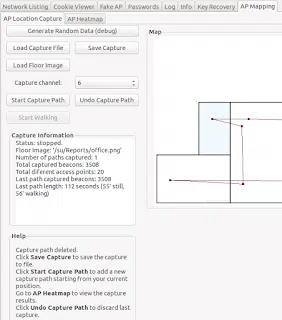 Network Listing Cookie Viewer Fake AP Passwords Log Info Key Recovery AP Mapping
AP Location Capture AP Heatmap
Generate Random Data (debug)
Map
Load Capture File Save Capture
Load Floor Image
Capture channel: 6
Start Capture Path Undo Capture Path
Start Walking
Capture Information
Status: stopped.
Floor Image: '/su/Reports/office.png'
Number of paths captured: 1
Total captured beacons: 3508
Total diferent access points: 20
Last path captured beacons: 3508
Last path length: 112 seconds (55' still,
56' walking)
Help
Capture path deleted.
Click Save Capture to save the capture
to file.
Click Start Capture Path to add a new
capture path starting from your current
position.
Go to AP Heatmap to view the capture
results.
Click Undo Capture Path to discard last
capture.